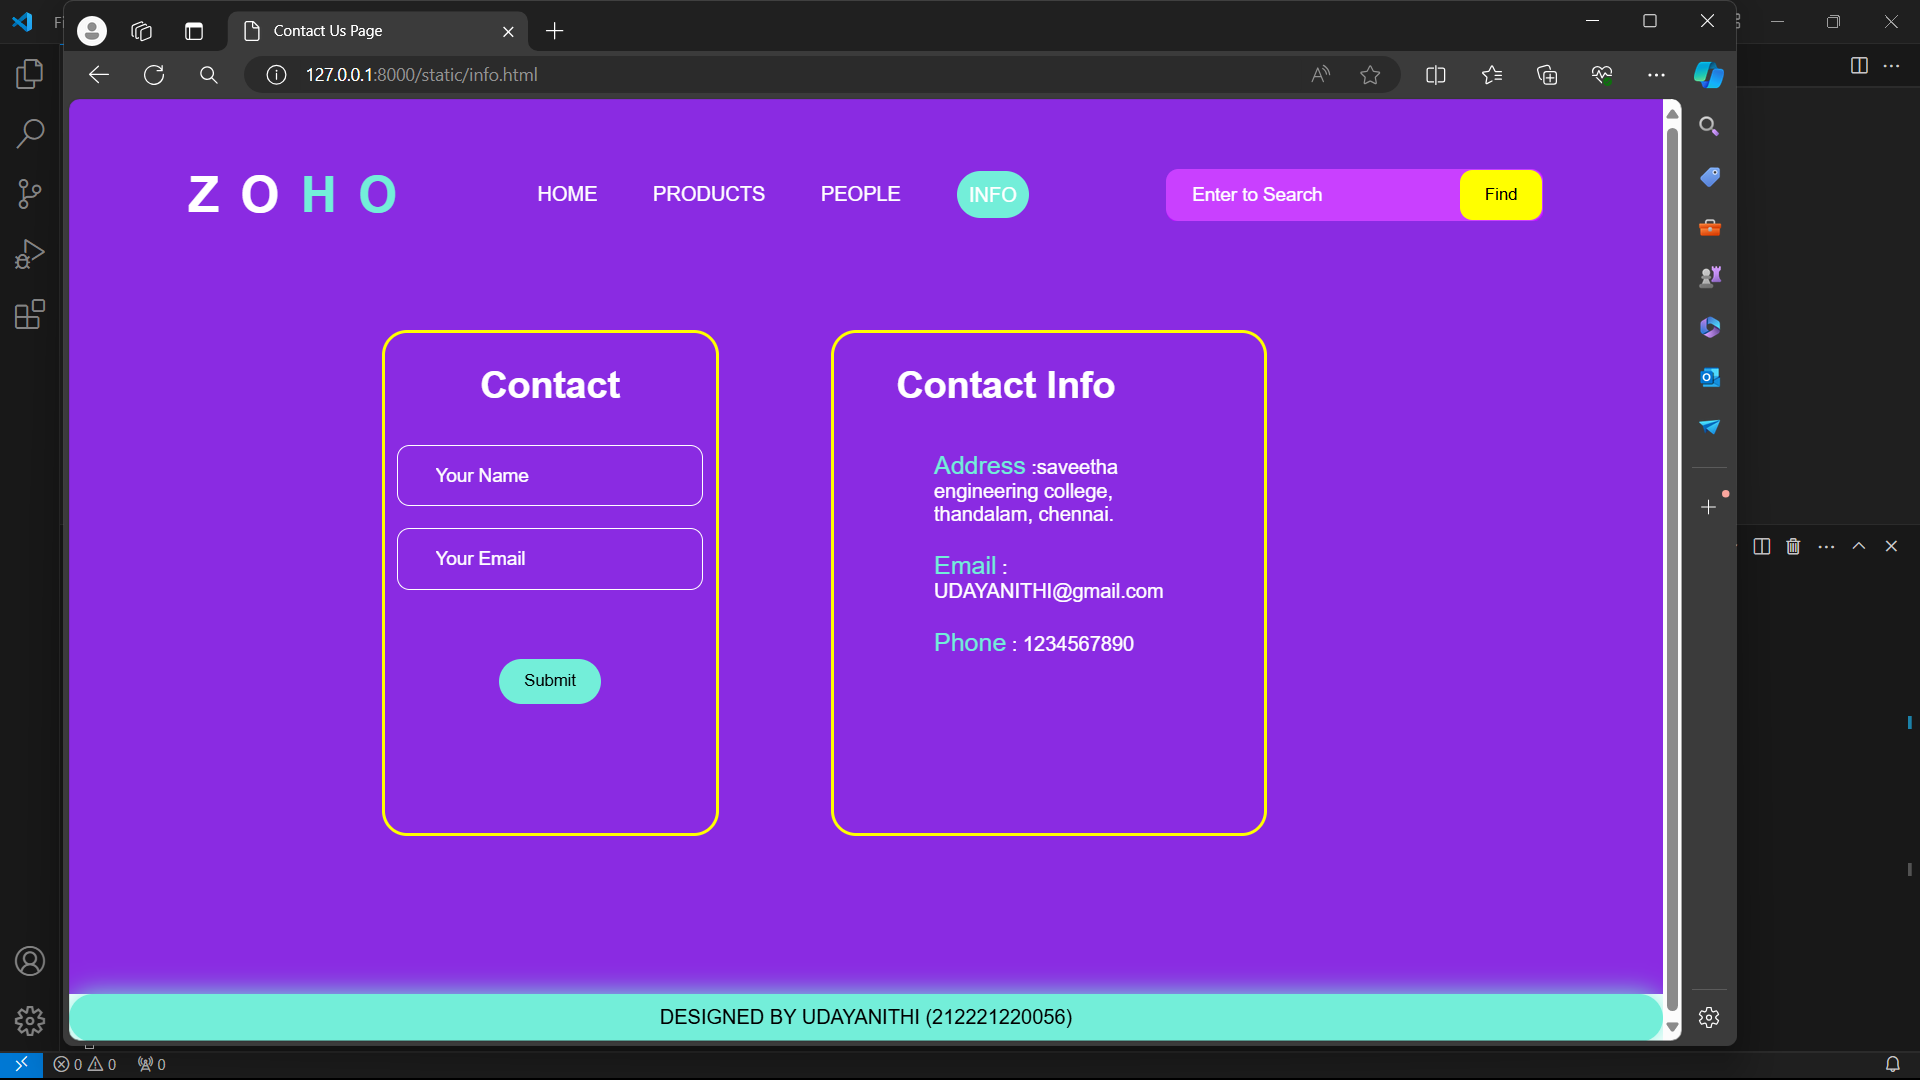 Contact Us Page
127.0.0.1:8000/static/info.html
Z O H O
HOME
PRODUCTS
PEOPLE
INFO
Enter to Search
Find
Contact
Your Name
Your Email
Submit
Contact Info
Address :saveetha
engineering college,
thandalam, chennai.
Email :
UDAYANITHI@gmail.com
Phone : 1234567890
DESIGNED BY UDAYANITHI (212221220056)
0
0
0